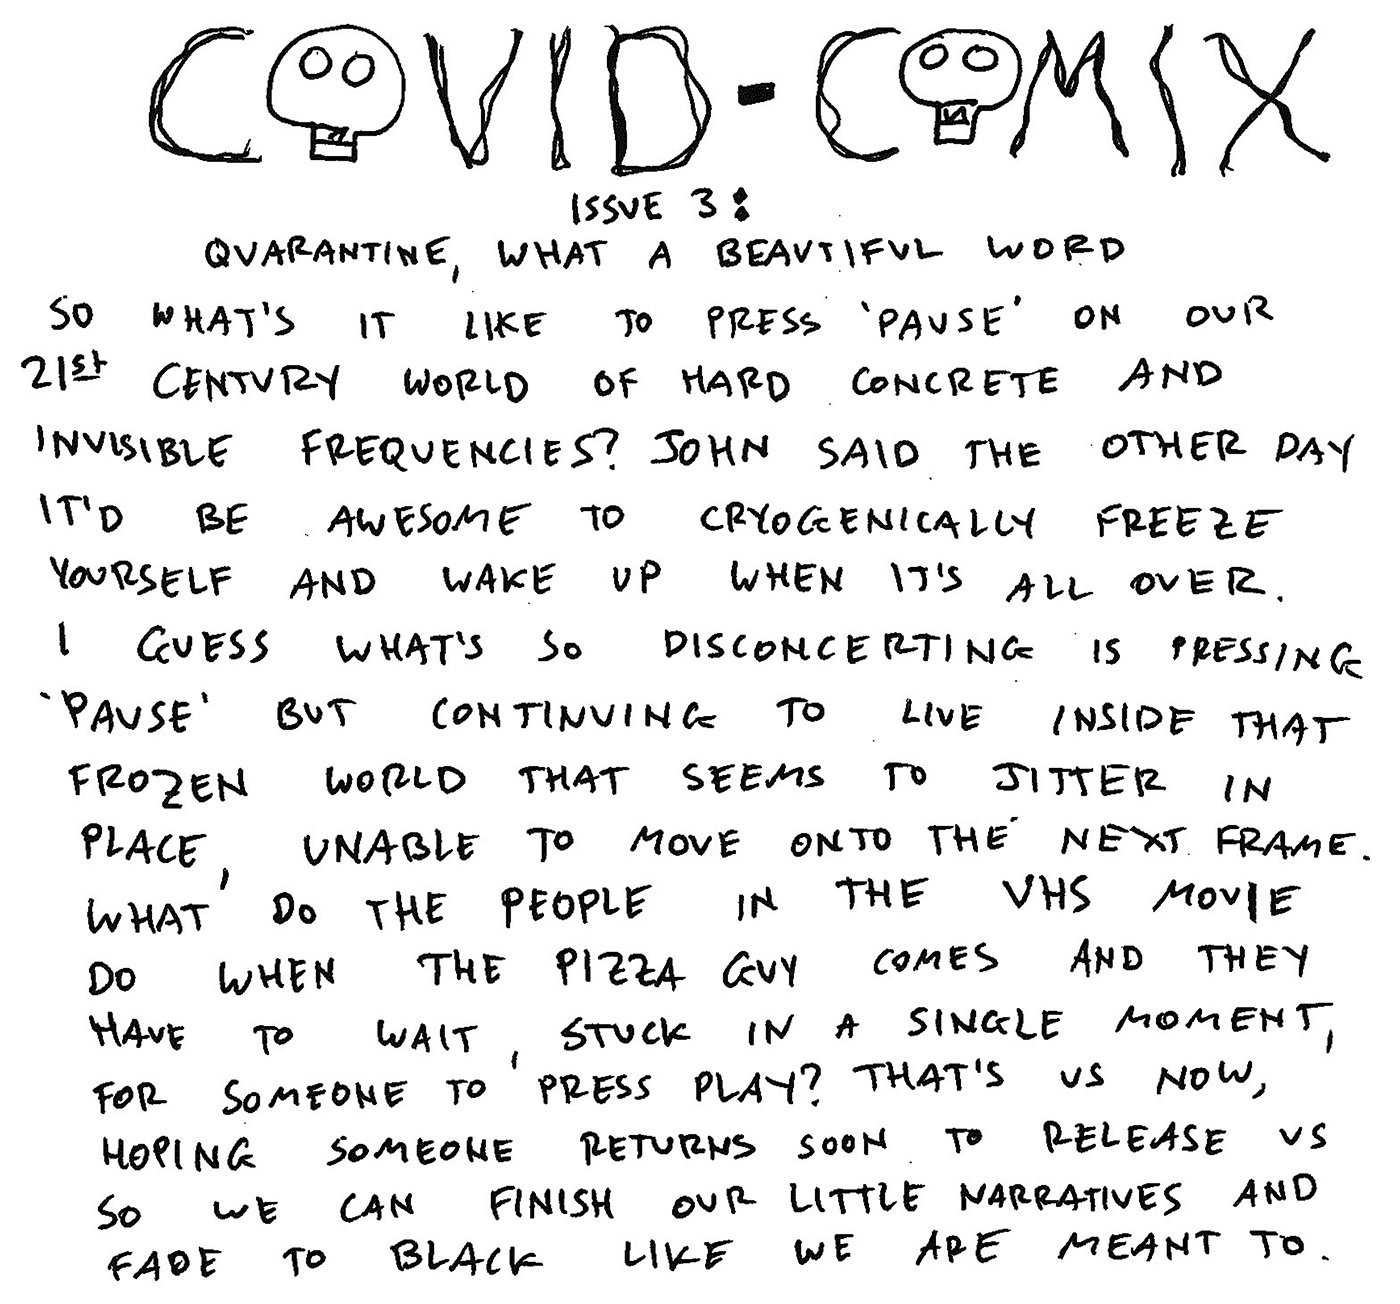 COVID-COMIX
ISSUE 3:
QUARANTINE, WHAT A BEAUTIFUL WORD
SO WHAT'S IT LIKE TO PRESS 'PAUSE' ON OUR
21st CENTURY WORLD OF HARD CONCRETE AND
INVISIBLE FREQUENCIES? JOHN SAID THE OTHER DAY
IT'D BE AWESOME TO CRYOGENICALLY FREEZE
YOURSELF AND WAKE UP WHEN IT'S ALL OVER.
I GUESS WHAT'S SO DISCONCERTING IS PRESSING
'PAUSE' BUT CONTINUING TO LIVE INSIDE THAT
FROZEN WORLD THAT SEEMS TO JITTER IN
PLACE, UNABLE TO MOVE ONTO THE NEXT FRAME.
WHAT DO THE PEOPLE IN THE VHS MOVIE
DO WHEN THE PIZZA GUY COMES AND THEY
HAVE TO WAIT, STUCK IN A SINGLE MOMENT,
FOR SOMEONE TO PRESS PLAY? THAT'S US NOW,
HOPING SOMEONE RETURNS SOON TO RELEASE US
SO WE CAN FINISH OUR LITTLE NARRATIVES AND
FADE TO BLACK LIKE WE ARE MEANT TO.